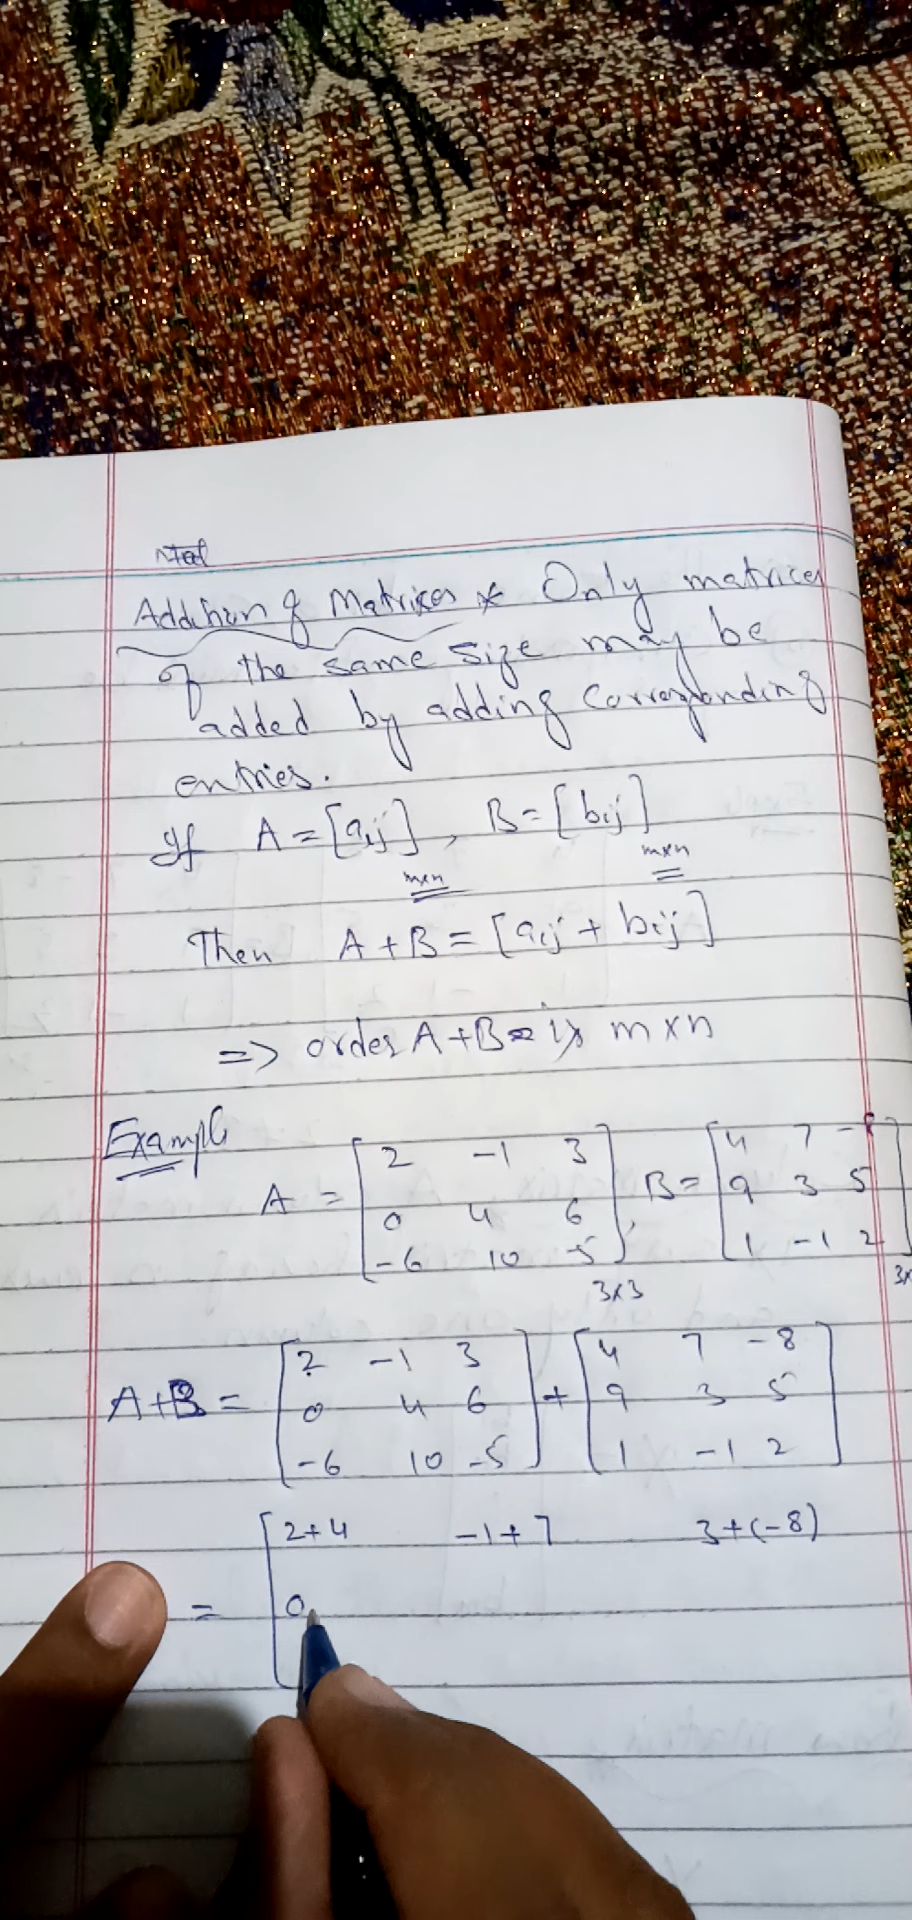 Addition of Matrices * Only matrices
of the same size may be
added by adding corresponding
entries.
If A = [aij] m×n, B = [bij] m×n
Then A + B = [aij + bij]
=> order A + B is m × n
Example
A = [2 -1 3
0 4 6
-6 10 -5] 3×3, B = [4 7 -8
9 3 5
1 -1 2] 3×
A+B = [2 -1 3
0 4 6
-6 10 -5] + [4 7 -8
9 3 5
1 -1 2]
= [2+4 -1+7 3+(-8)
0